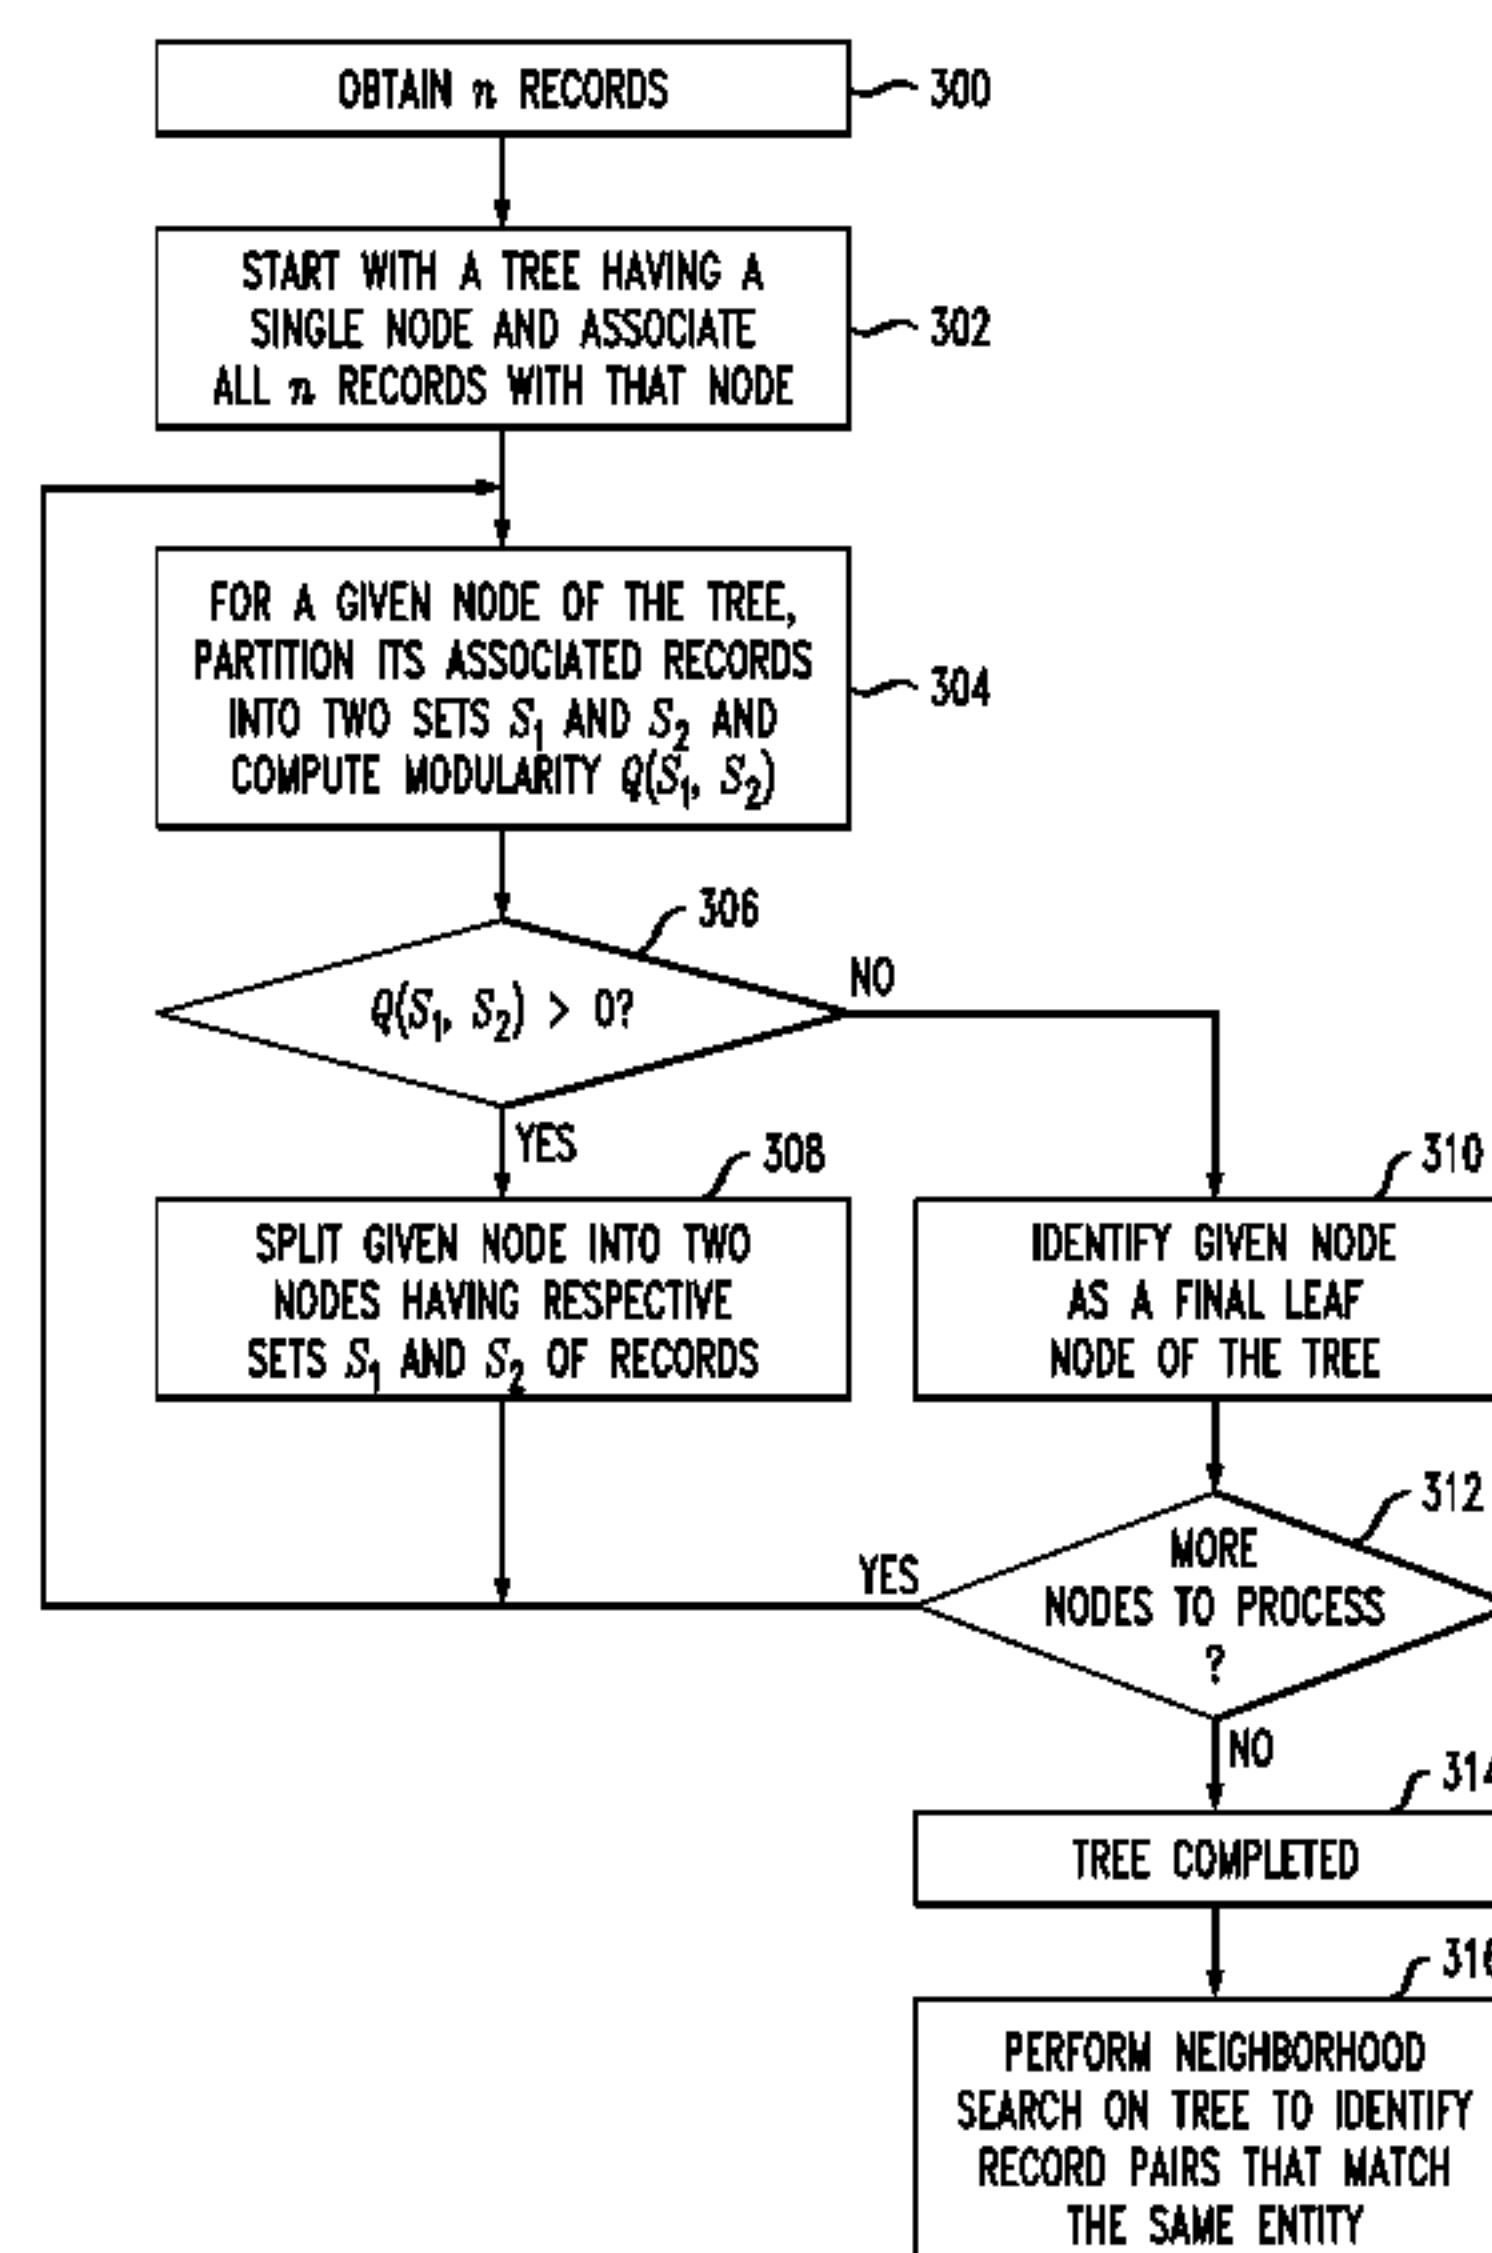 OBTAIN n RECORDS
300
START WITH A TREE HAVING A
SINGLE NODE AND ASSOCIATE
ALL n RECORDS WITH THAT NODE
302
FOR A GIVEN NODE OF THE TREE,
PARTITION ITS ASSOCIATED RECORDS
INTO TWO SETS S₁ AND S₂ AND
COMPUTE MODULARITY Q(S₁, S₂)
304
306
Q(S₁, S₂) > 0?
NO
YES
308
SPLIT GIVEN NODE INTO TWO
NODES HAVING RESPECTIVE
SETS S₁ AND S₂ OF RECORDS
310
IDENTIFY GIVEN NODE
AS A FINAL LEAF
NODE OF THE TREE
312
MORE
NODES TO PROCESS
?
YES
NO
314
TREE COMPLETED
316
PERFORM NEIGHBORHOOD
SEARCH ON TREE TO IDENTIFY
RECORD PAIRS THAT MATCH
THE SAME ENTITY